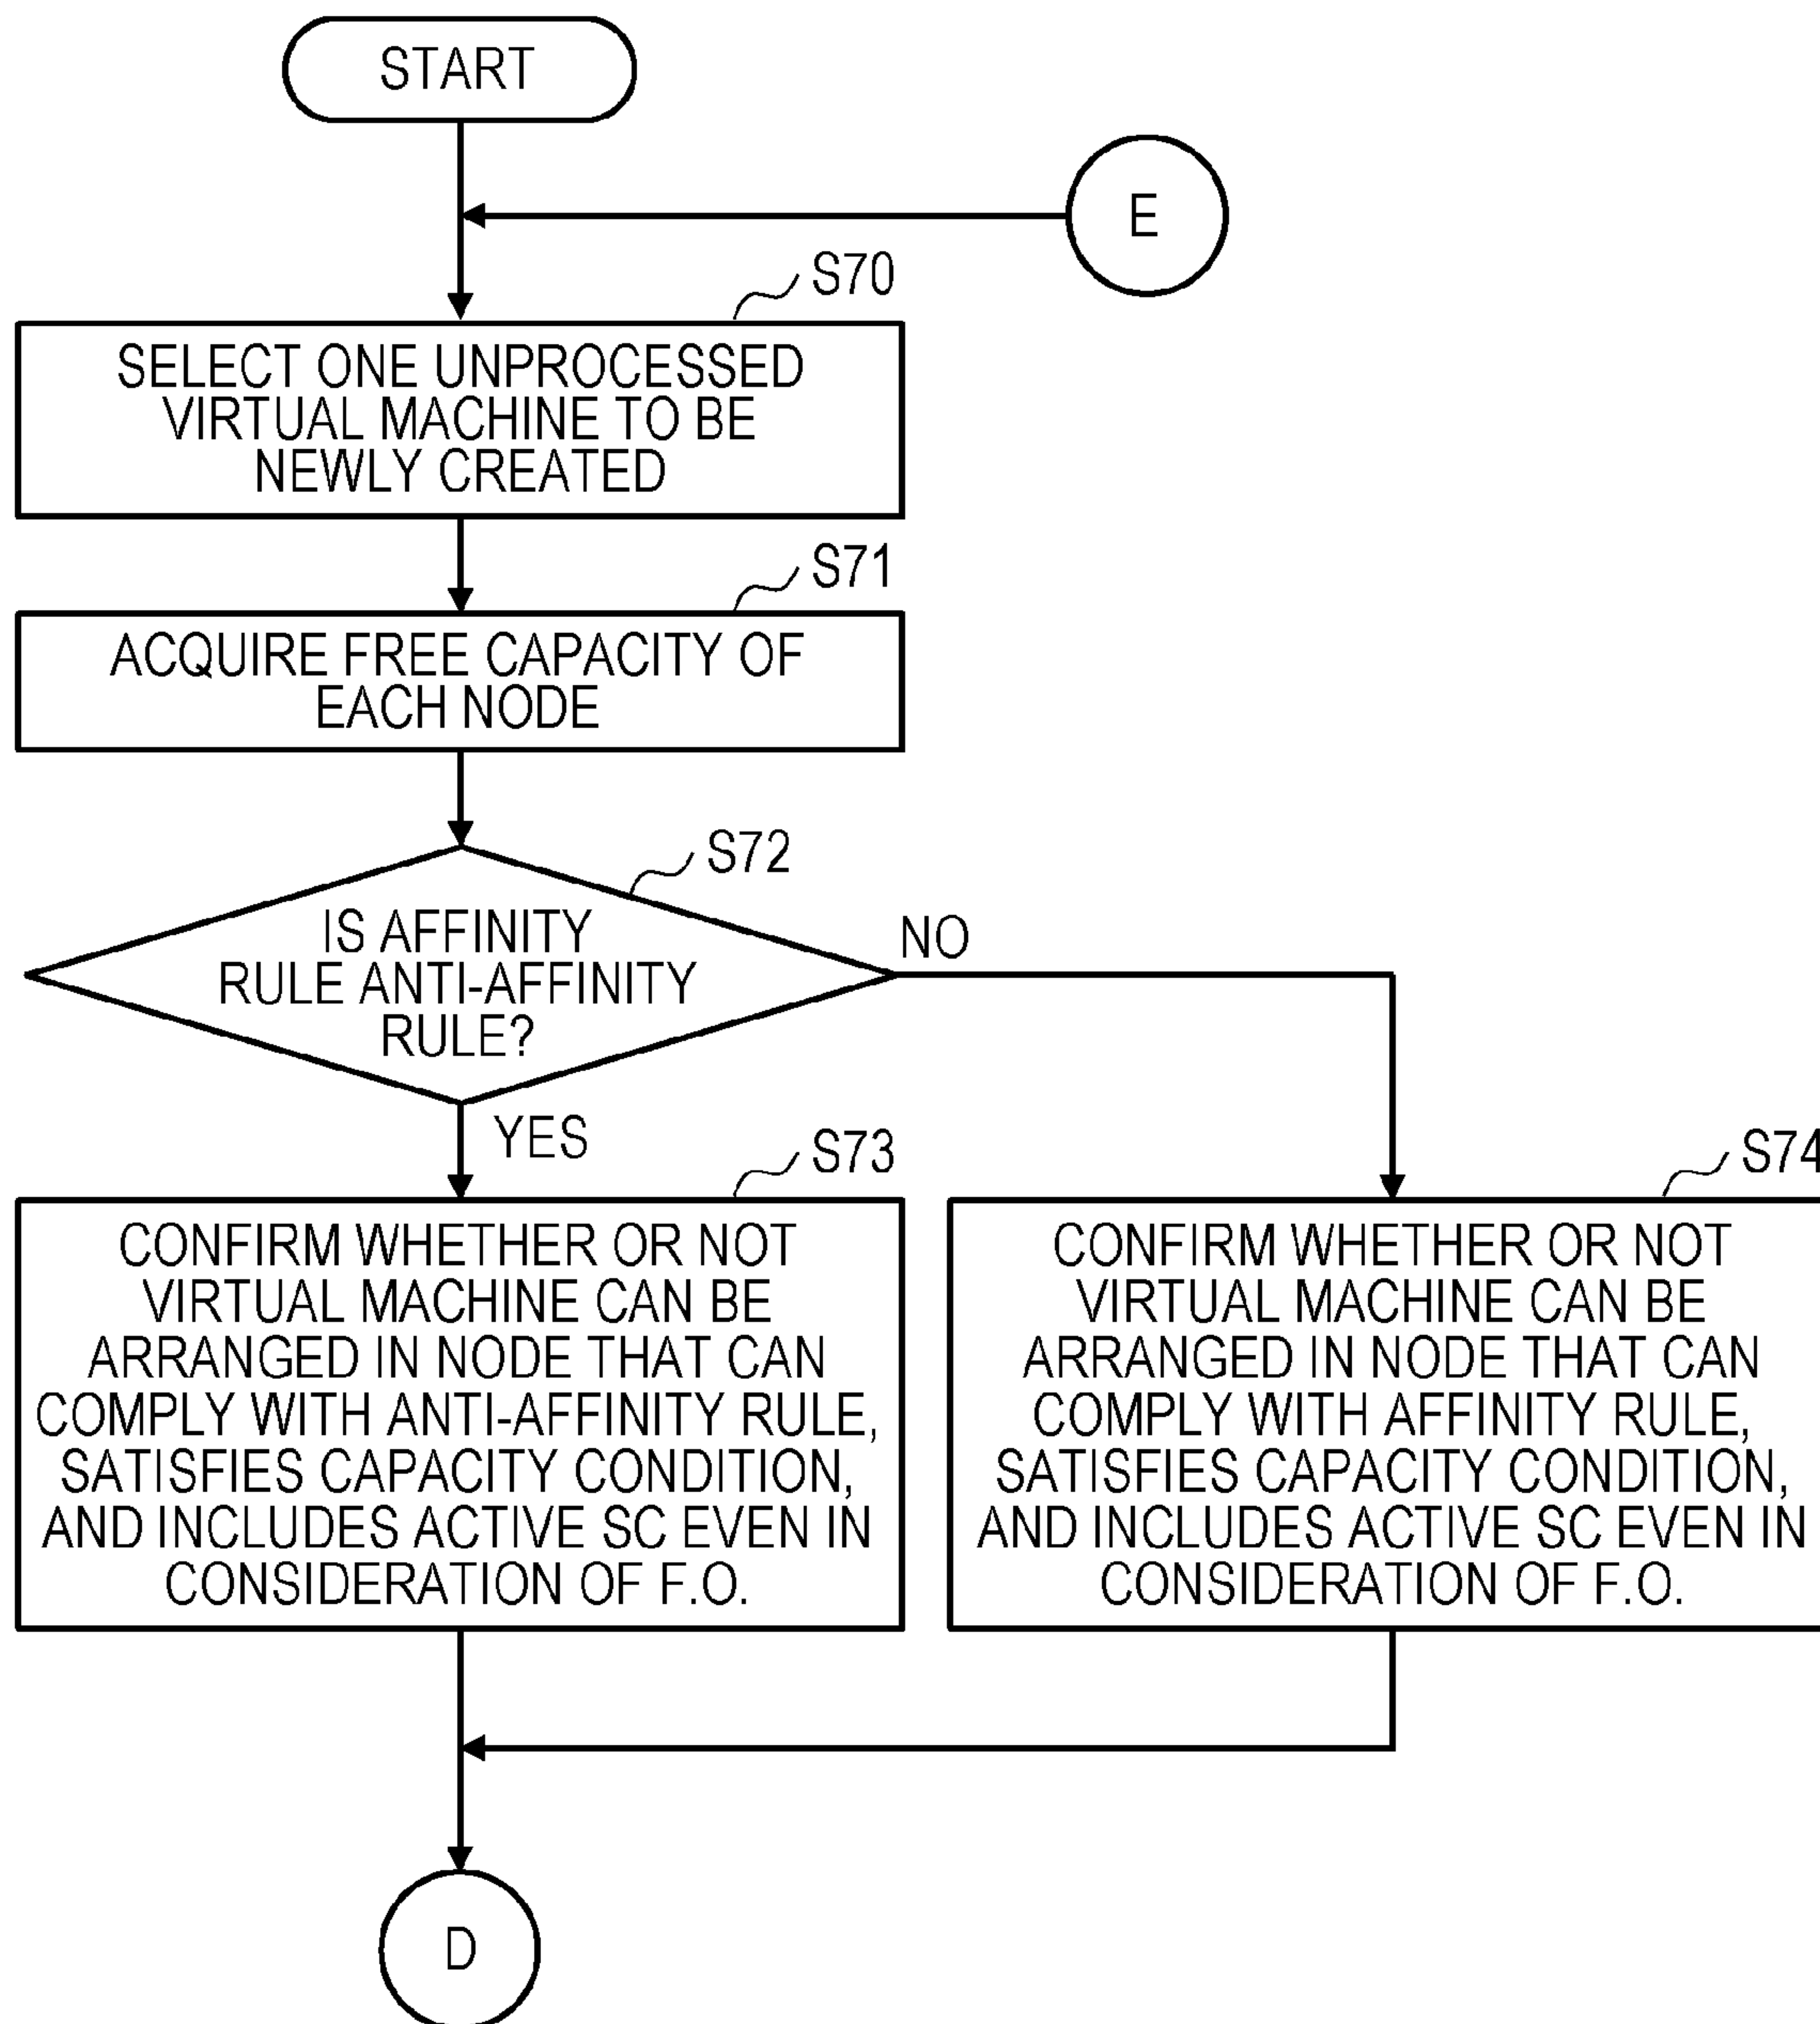 START
E
S70
SELECT ONE UNPROCESSED
VIRTUAL MACHINE TO BE
NEWLY CREATED
S71
ACQUIRE FREE CAPACITY OF
EACH NODE
S72
IS AFFINITY
RULE ANTI-AFFINITY
RULE?
NO
YES
S73
CONFIRM WHETHER OR NOT
VIRTUAL MACHINE CAN BE
ARRANGED IN NODE THAT CAN
COMPLY WITH ANTI-AFFINITY RULE,
SATISFIES CAPACITY CONDITION,
AND INCLUDES ACTIVE SC EVEN IN
CONSIDERATION OF F.O.
S74
CONFIRM WHETHER OR NOT
VIRTUAL MACHINE CAN BE
ARRANGED IN NODE THAT CAN
COMPLY WITH AFFINITY RULE,
SATISFIES CAPACITY CONDITION,
AND INCLUDES ACTIVE SC EVEN IN
CONSIDERATION OF F.O.
D